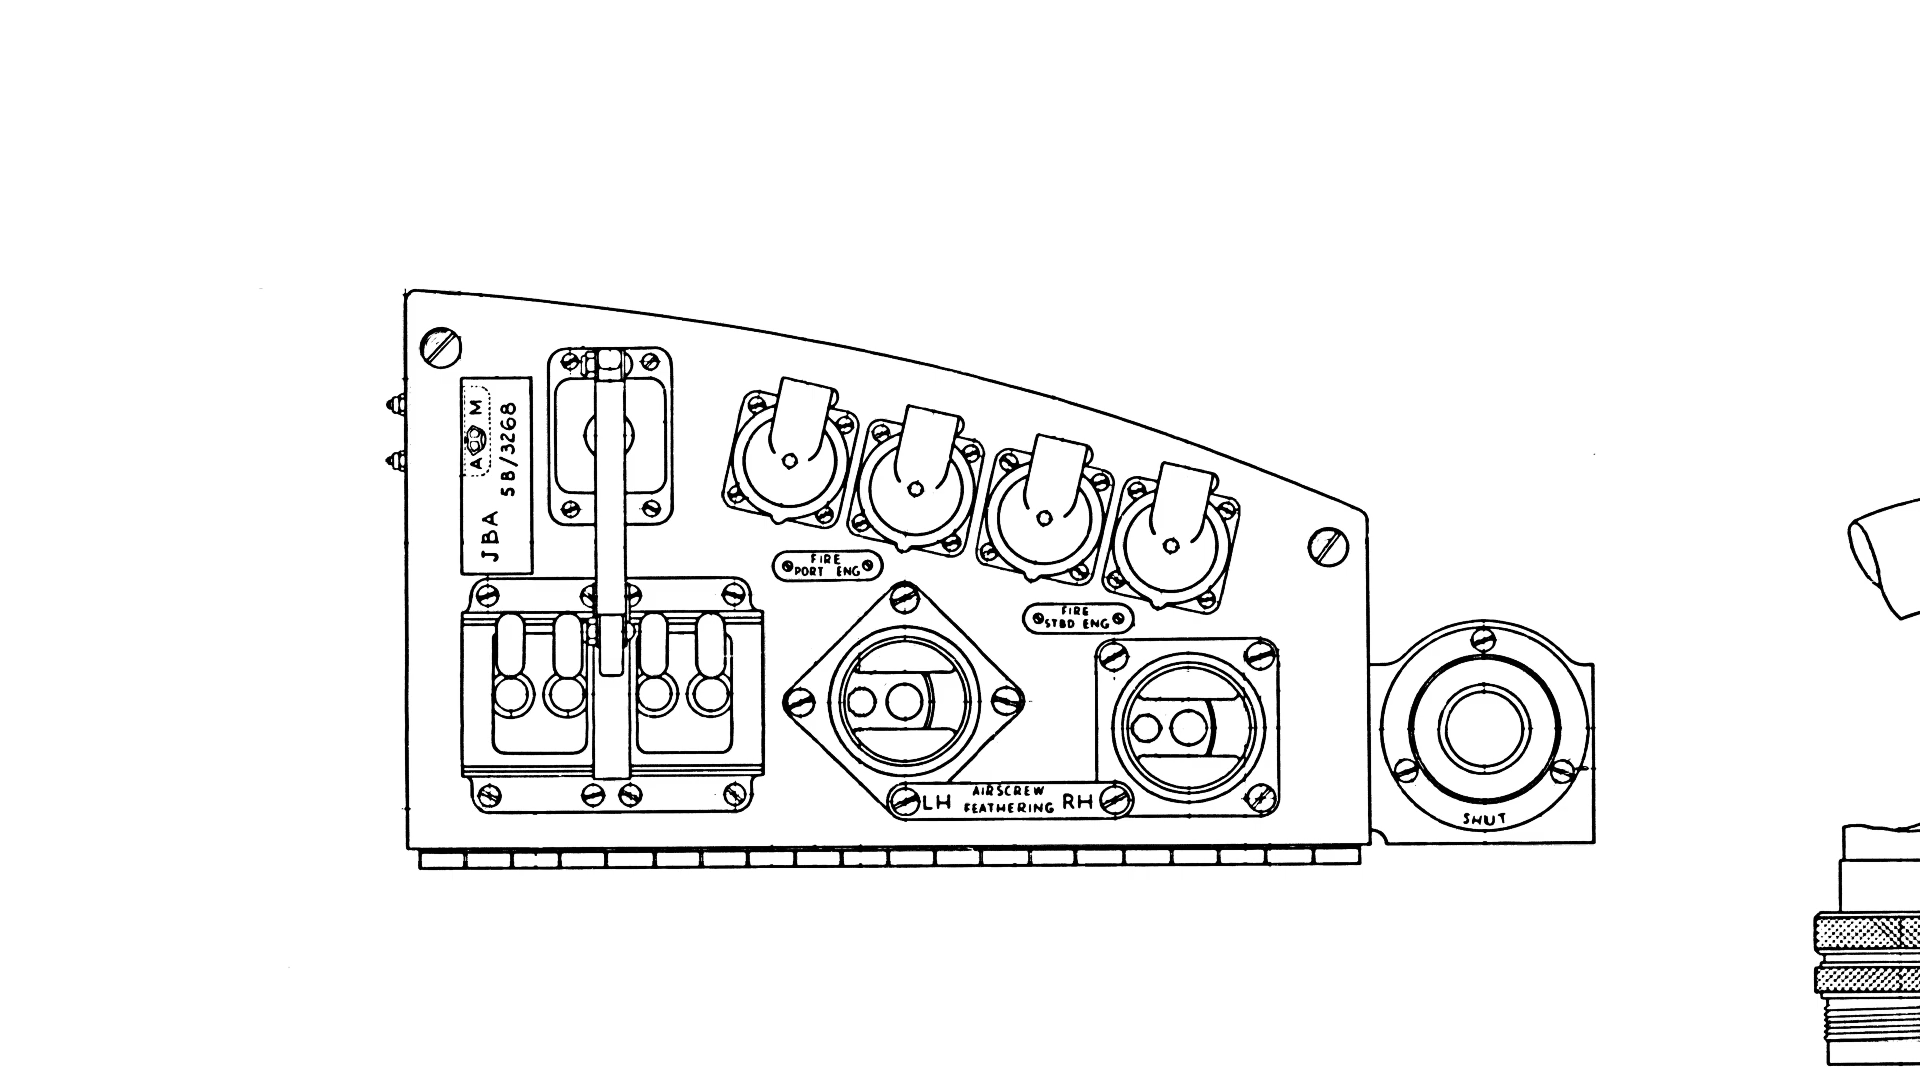 A M
5B/3268
JBA
FIRE
PORT ENG
FIRE
STBD ENG
LH
AIRSCREW
FEATHERING
RH
SHUT